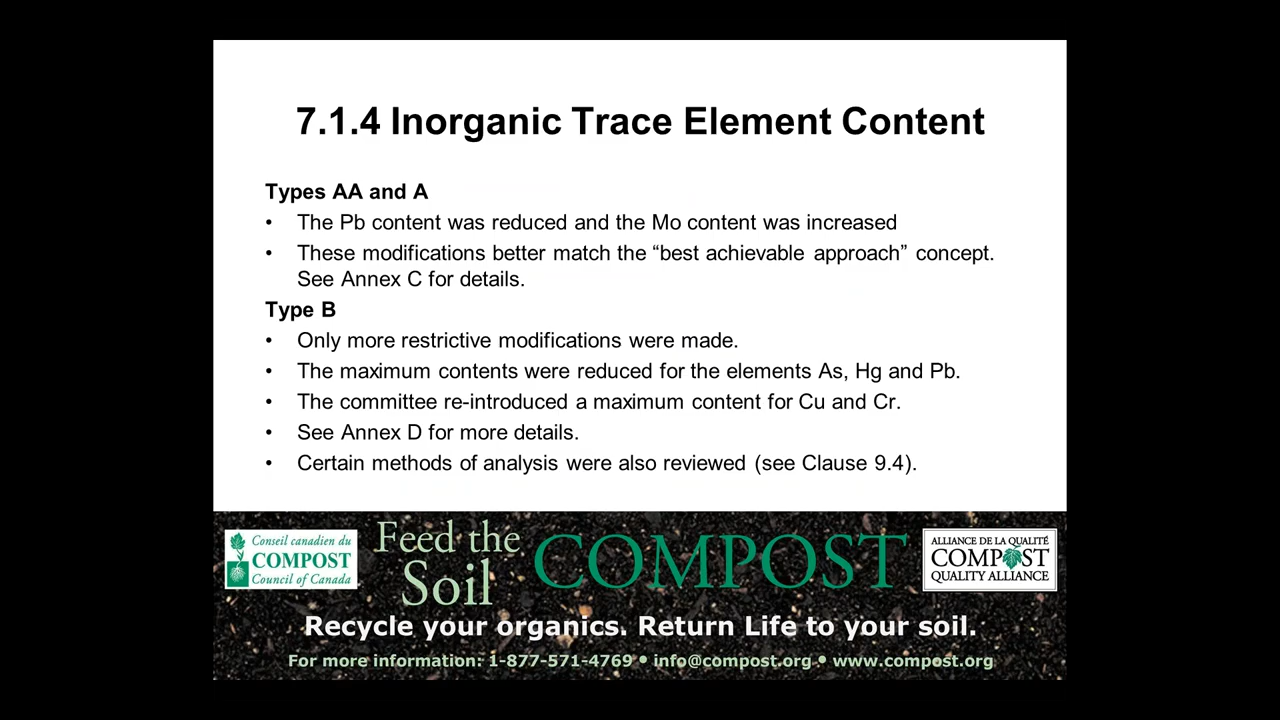 7.1.4 Inorganic Trace Element Content
Types AA and A
• The Pb content was reduced and the Mo content was increased
• These modifications better match the “best achievable approach” concept.
See Annex C for details.
Type B
• Only more restrictive modifications were made.
• The maximum contents were reduced for the elements As, Hg and Pb.
• The committee re-introduced a maximum content for Cu and Cr.
• See Annex D for more details.
• Certain methods of analysis were also reviewed (see Clause 9.4).
Conseil canadien du
COMPOST
Council of Canada
Feed the
Soil
COMPOST
ALLIANCE DE LA QUALITÉ
COMPOST
QUALITY ALLIANCE
Recycle your organics. Return Life to your soil.
For more information: 1-877-571-4769 • info@compost.org • www.compost.org